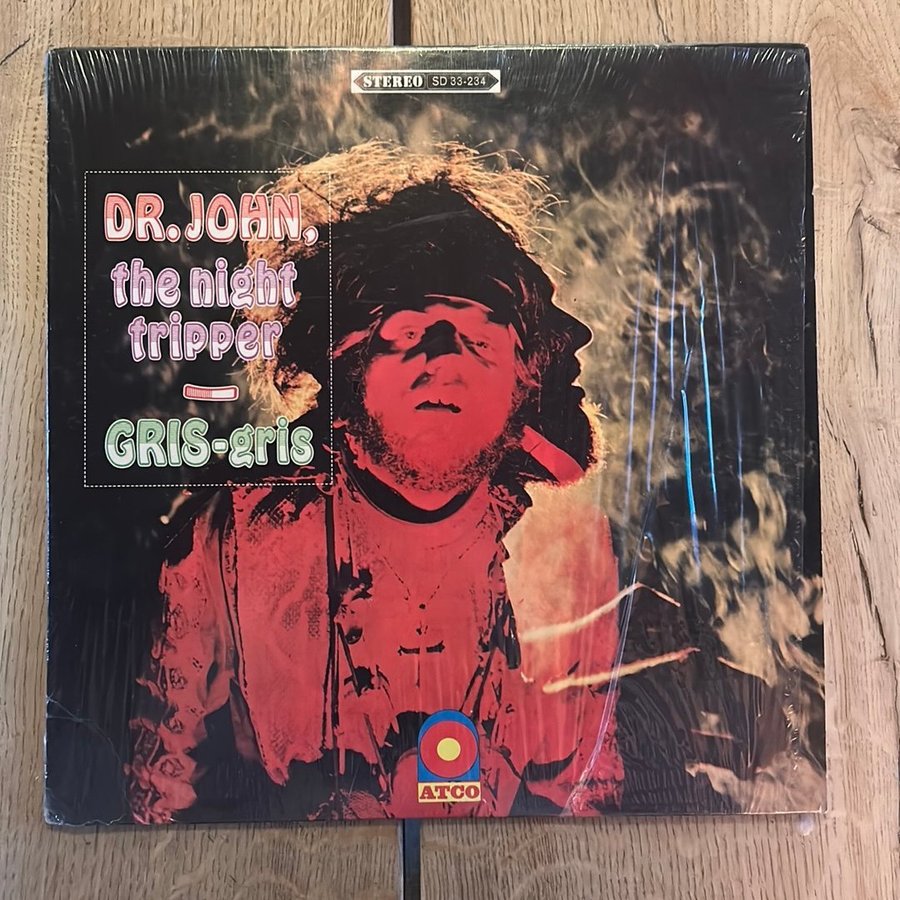 STEREO SD 33-234
DR. JOHN,
the night
tripper
GRIS-gris
ATCO